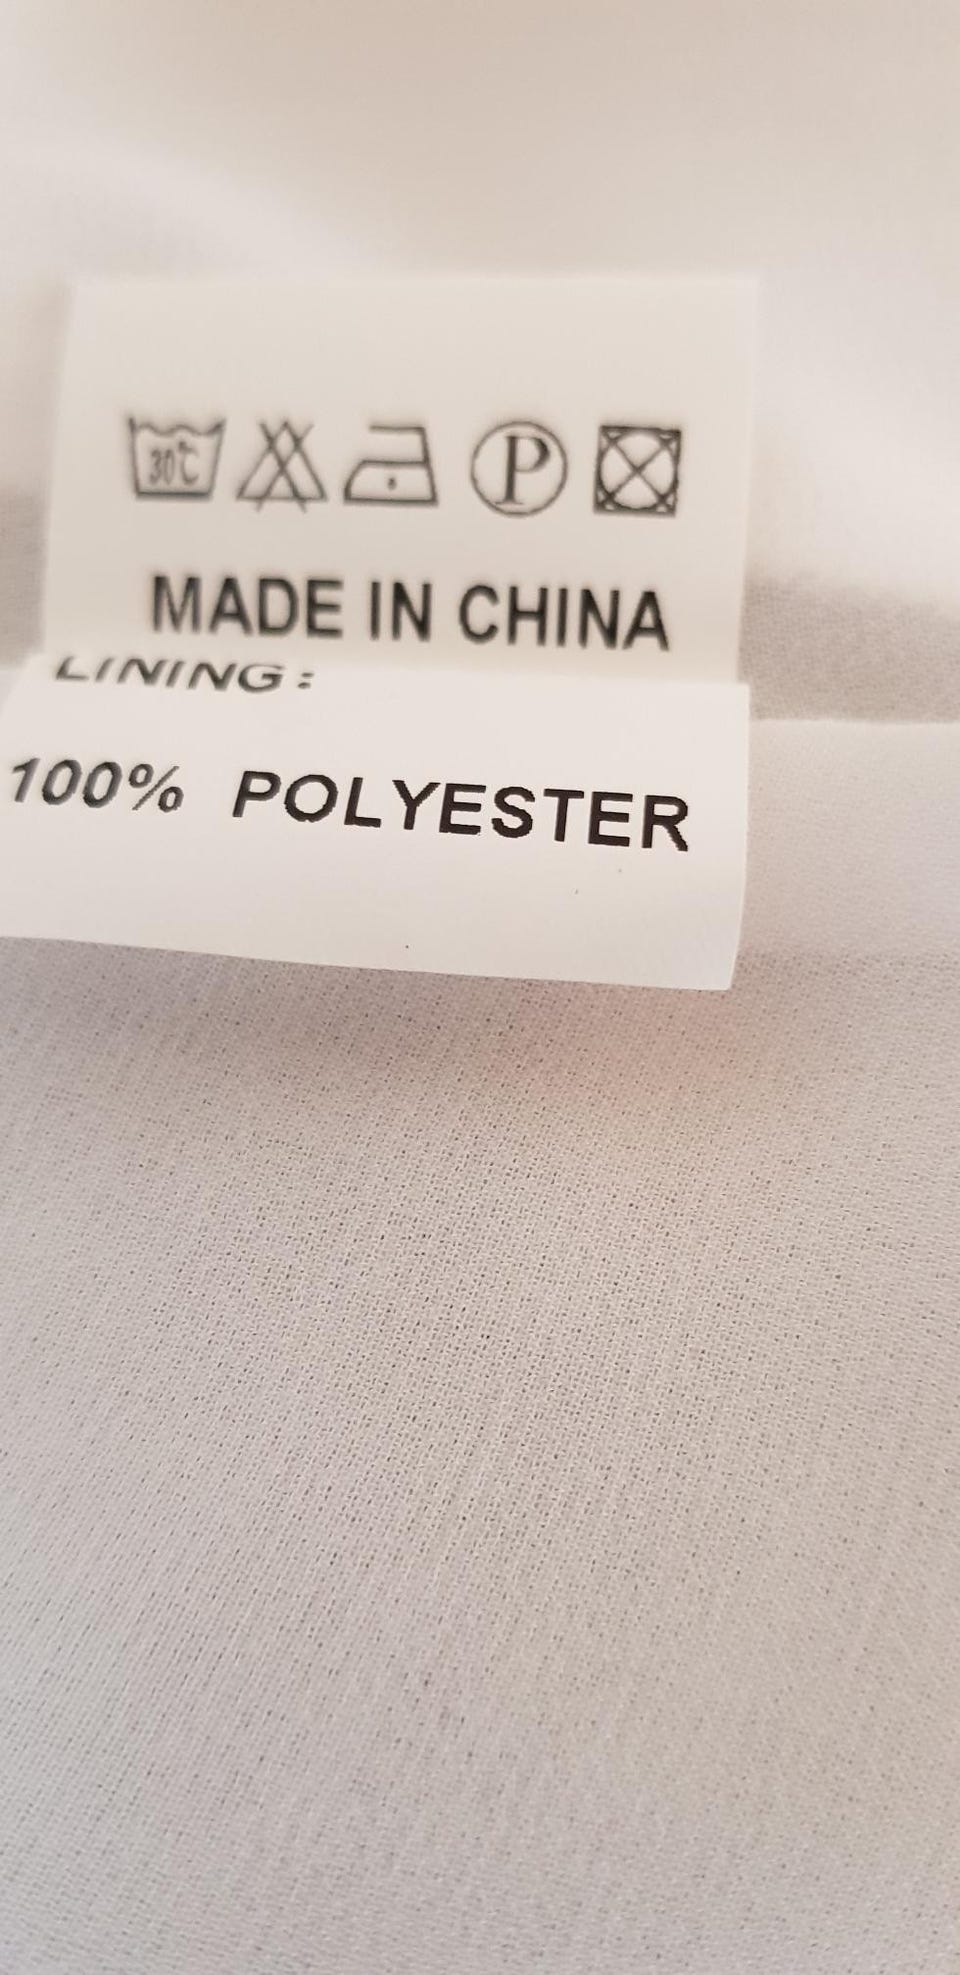 30℃ P
MADE IN CHINA
LINING:
100% POLYESTER